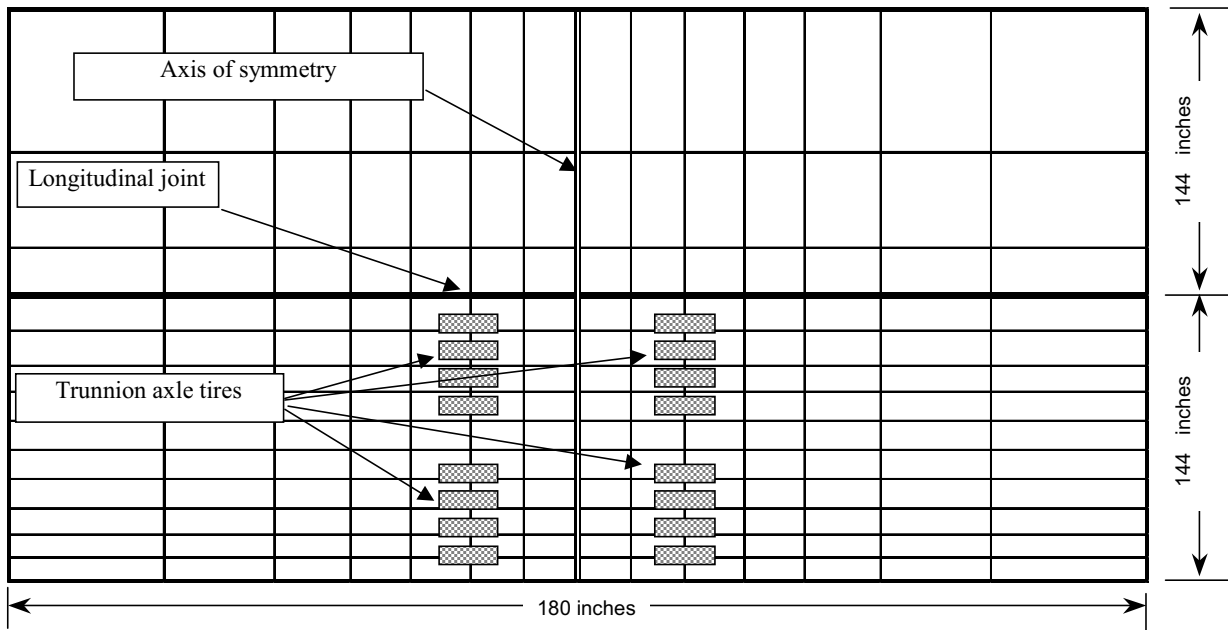 Axis of symmetry
Longitudinal joint
144 inches
Trunnion axle tires
144 inches
180 inches